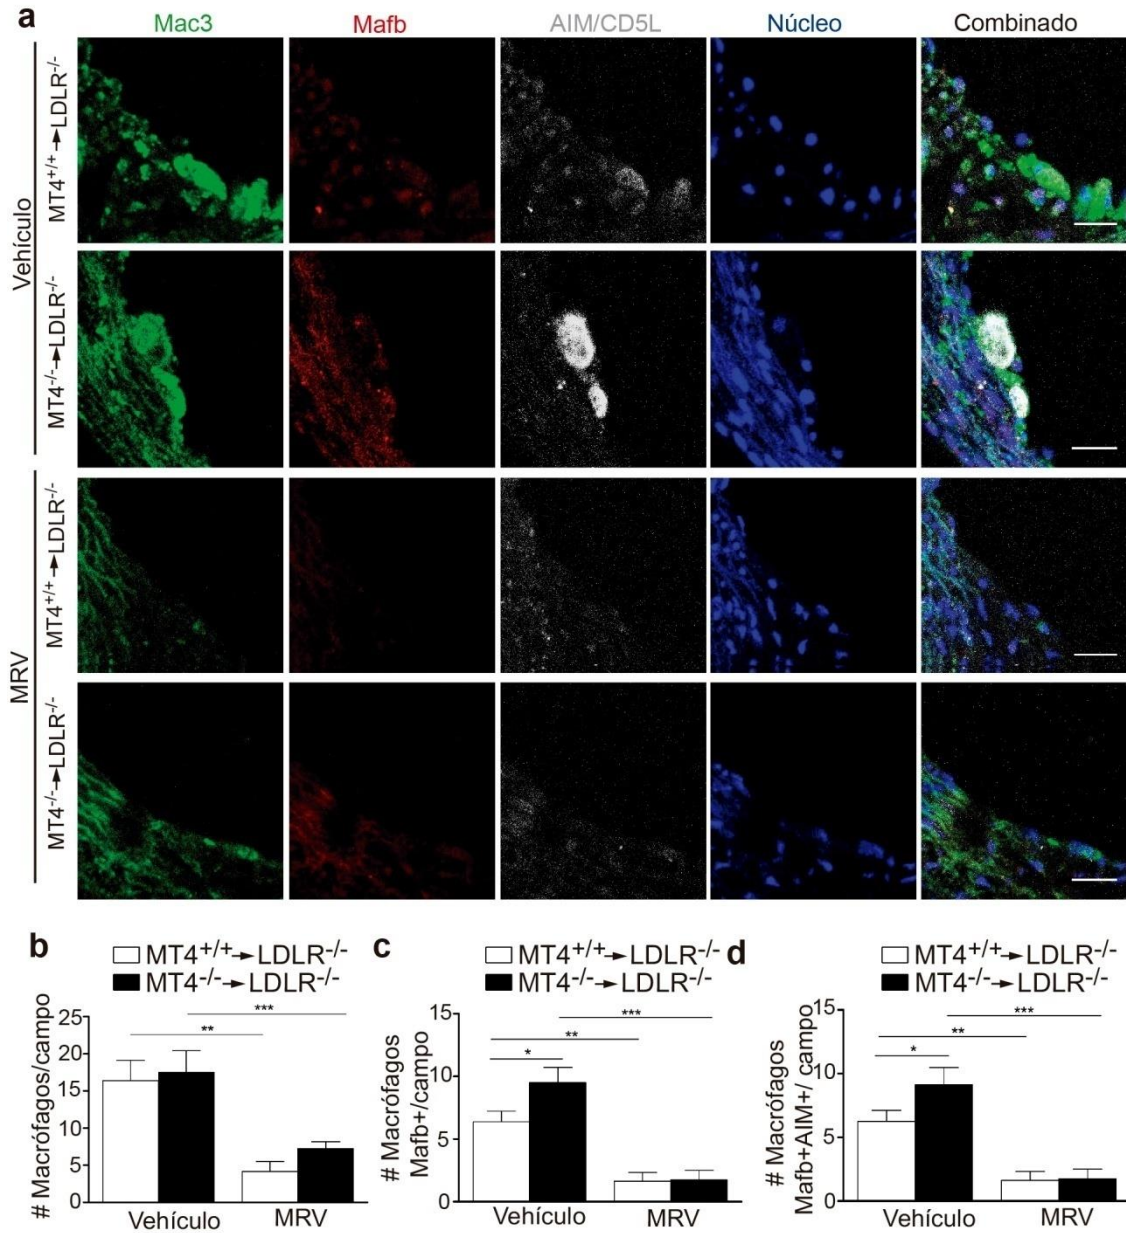 a
Mac3 Mafb AIM/CD5L Núcleo Combinado
Vehículo
MT4+/+→LDLR-/-
MT4-/-→LDLR-/-
MRV
MT4+/+→LDLR-/-
MT4-/-→LDLR-/-
b
MT4+/+→LDLR-/-
MT4-/-→LDLR-/-
# Macrófagos/campo
25
20
15
10
5
0
** ***
Vehículo MRV
c
MT4+/+→LDLR-/-
MT4-/-→LDLR-/-
# Macrófagos
Mafb+/campo
15
10
5
0
* ** ***
Vehículo MRV
d
MT4+/+→LDLR-/-
MT4-/-→LDLR-/-
# Macrófagos
Mafb+AIM+/ campo
15
10
5
0
* ** ***
Vehículo MRV